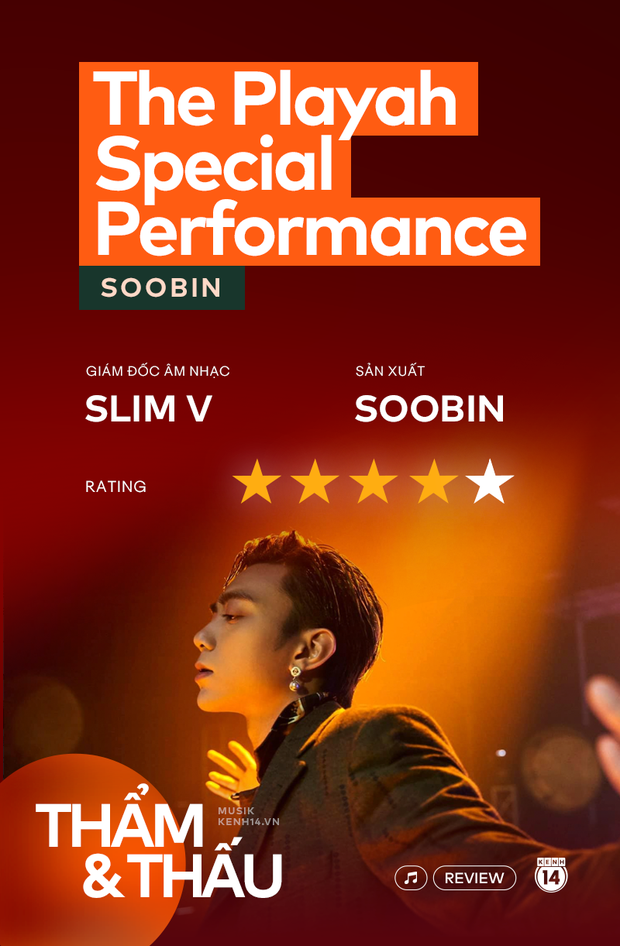 The Playah
Special
Performance
SOOBIN
GIÁM ĐỐC ÂM NHẠC
SLIM V
SẢN XUẤT
SOOBIN
RATING
THẨM
& THẤU
MUSIK
KENH14.VN
REVIEW
KENH
14